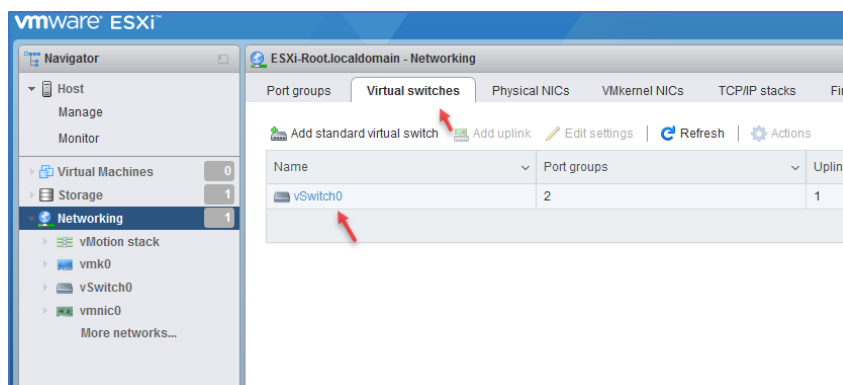 vmware ESXi™
Navigator
Host
Manage
Monitor
Virtual Machines 0
Storage 1
Networking 1
vMotion stack
vmk0
vSwitch0
vmnic0
More networks...
ESXi-Root.localdomain - Networking
Port groups Virtual switches Physical NICs VMkernel NICs TCP/IP stacks
Add standard virtual switch Add uplink Edit settings Refresh Actions
Name Port groups
vSwitch0 2 1